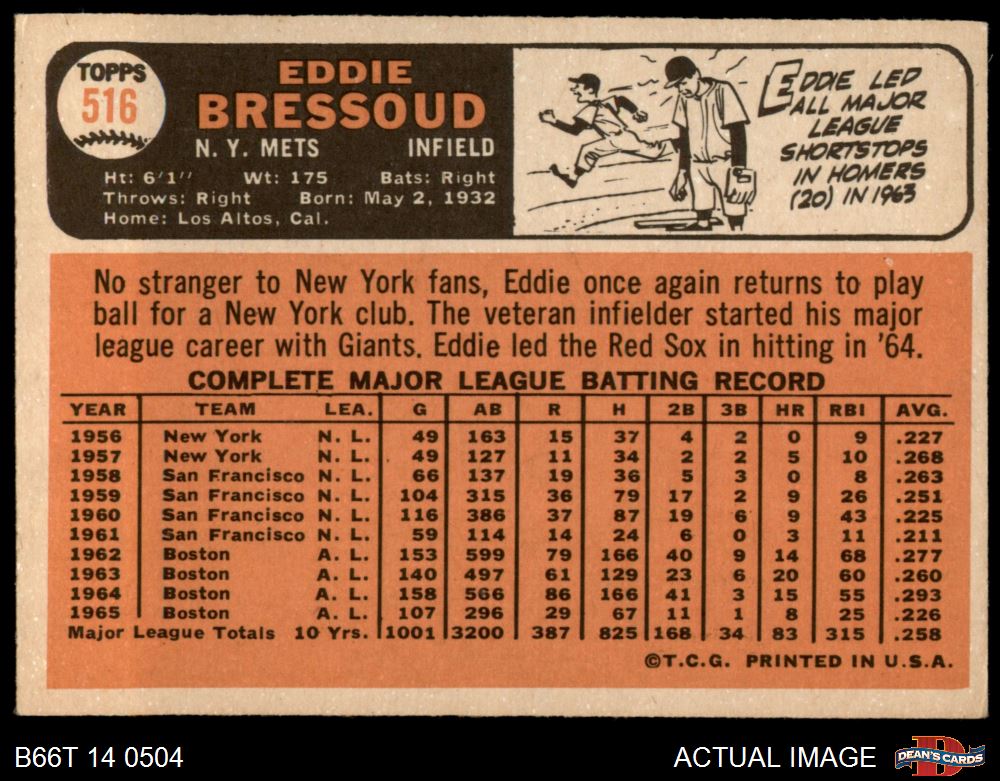 TOPPS
516
EDDIE
BRESSOUD
N. Y. METS INFIELD
Ht: 6'1" Wt: 175 Bats: Right
Throws: Right Born: May 2, 1932
Home: Los Altos, Cal.
EDDIE LED
ALL MAJOR
LEAGUE
SHORTSTOPS
IN HOMERS
(20) IN 1963
No stranger to New York fans, Eddie once again returns to play
ball for a New York club. The veteran infielder started his major
league career with Giants. Eddie led the Red Sox in hitting in '64.
COMPLETE MAJOR LEAGUE BATTING RECORD
YEAR TEAM LEA. G AB R H 2B 3B HR RBI AVG.
1956 New York N. L. 49 163 15 37 4 2 0 9 .227
1957 New York N. L. 49 127 11 34 2 2 5 10 .268
1958 San Francisco N. L. 66 137 19 36 5 3 0 8 .263
1959 San Francisco N. L. 104 315 36 79 17 2 9 26 .251
1960 San Francisco N. L. 116 386 37 87 19 6 9 43 .225
1961 San Francisco N. L. 59 114 14 24 6 0 3 11 .211
1962 Boston A. L. 153 599 79 166 40 9 14 68 .277
1963 Boston A. L. 140 497 61 129 23 6 20 60 .260
1964 Boston A. L. 158 566 86 166 41 3 15 55 .293
1965 Boston A. L. 107 296 29 67 11 1 8 25 .226
Major League Totals 10 Yrs. 1001 3200 387 825 168 34 83 315 .258
©T.C.G. PRINTED IN U.S.A.
B66T 14 0504 ACTUAL IMAGE DEAN'S CARDS